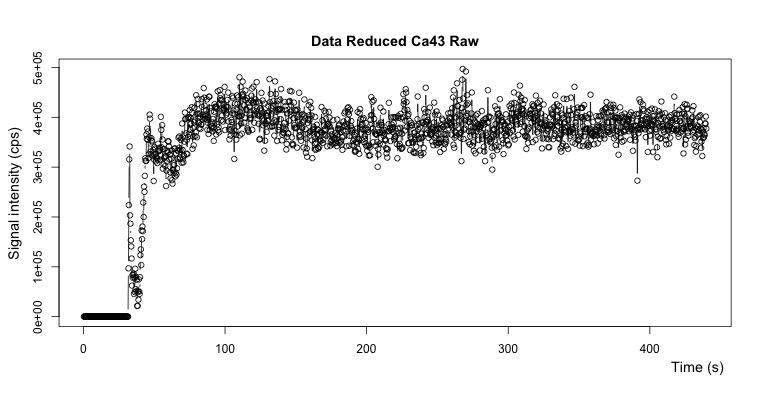 Data Reduced Ca43 Raw
Signal intensity (cps)
5e+05
4e+05
3e+05
2e+05
1e+05
0e+00
0 100 200 300 400
Time (s)